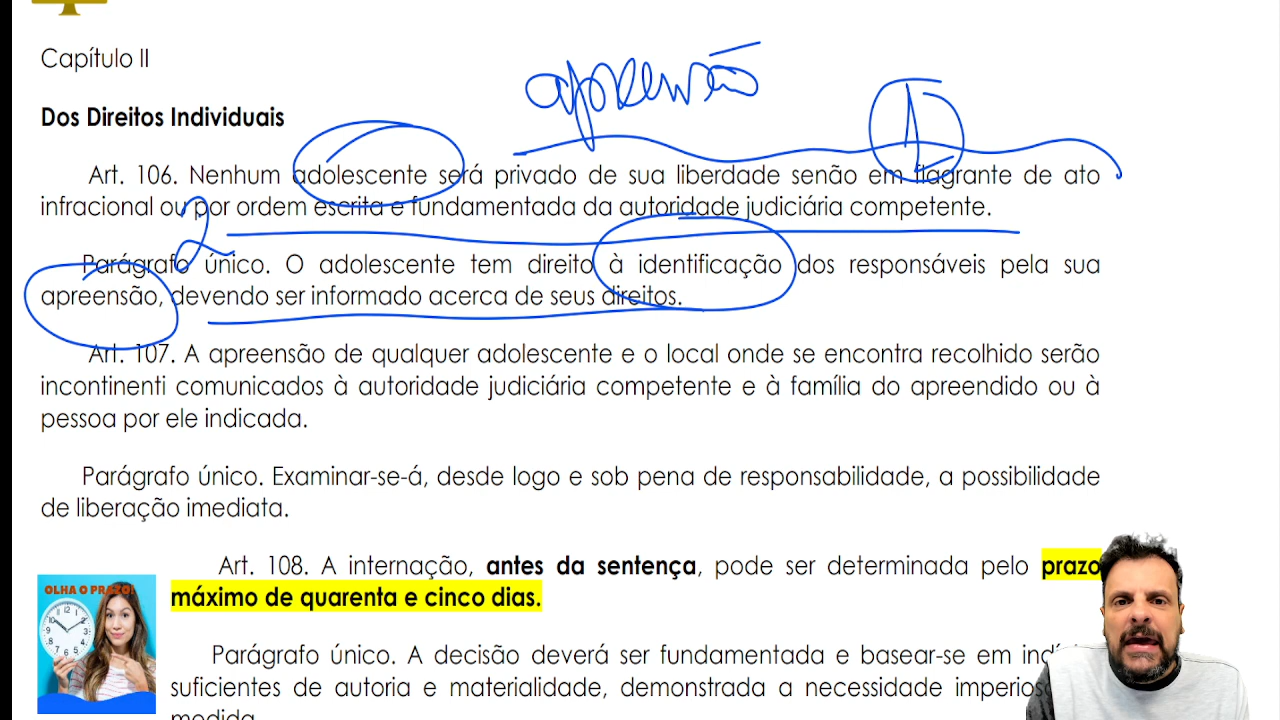 Capítulo II
apreensão
Dos Direitos Individuais
1
Art. 106. Nenhum adolescente será privado de sua liberdade senão em flagrante de ato
infracional ou por ordem escrita e fundamentada da autoridade judiciária competente.
2
Parágrafo único. O adolescente tem direito à identificação dos responsáveis pela sua
apreensão, devendo ser informado acerca de seus direitos.
Art. 107. A apreensão de qualquer adolescente e o local onde se encontra recolhido serão
incontinenti comunicados à autoridade judiciária competente e à família do apreendido ou à
pessoa por ele indicada.
Parágrafo único. Examinar-se-á, desde logo e sob pena de responsabilidade, a possibilidade
de liberação imediata.
Art. 108. A internação, antes da sentença, pode ser determinada pelo prazo
máximo de quarenta e cinco dias.
OLHA O PRAZO!
Parágrafo único. A decisão deverá ser fundamentada e basear-se em
suficientes de autoria e materialidade, demonstrada a necessidade
medida.